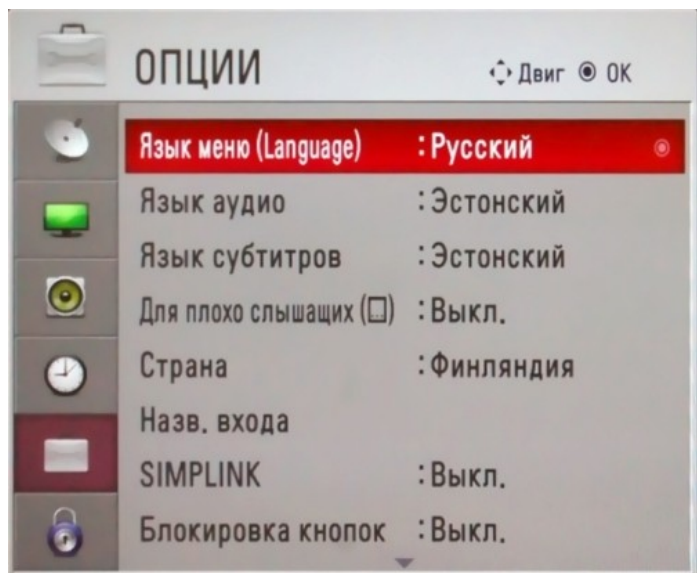 ОПЦИИ
Двиг ОК
Язык меню (Language) : Русский
Язык аудио : Эстонский
Язык субтитров : Эстонский
Для плохо слышащих ( ) : Выкл.
Страна : Финляндия
Назв. входа
SIMPLINK : Выкл.
Блокировка кнопок : Выкл.